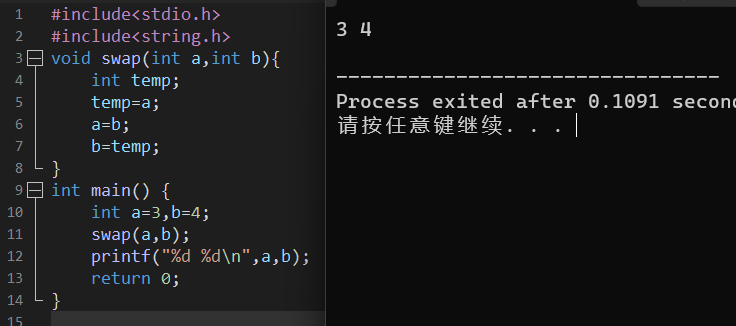 1 #include<stdio.h>
2 #include<string.h>
3 void swap(int a,int b){
4 int temp;
5 temp=a;
6 a=b;
7 b=temp;
8 }
9 int main() {
10 int a=3,b=4;
11 swap(a,b);
12 printf("%d %d\n",a,b);
13 return 0;
14 }
15
3 4
--------------------------------
Process exited after 0.1091 secon
请按任意键继续. . .